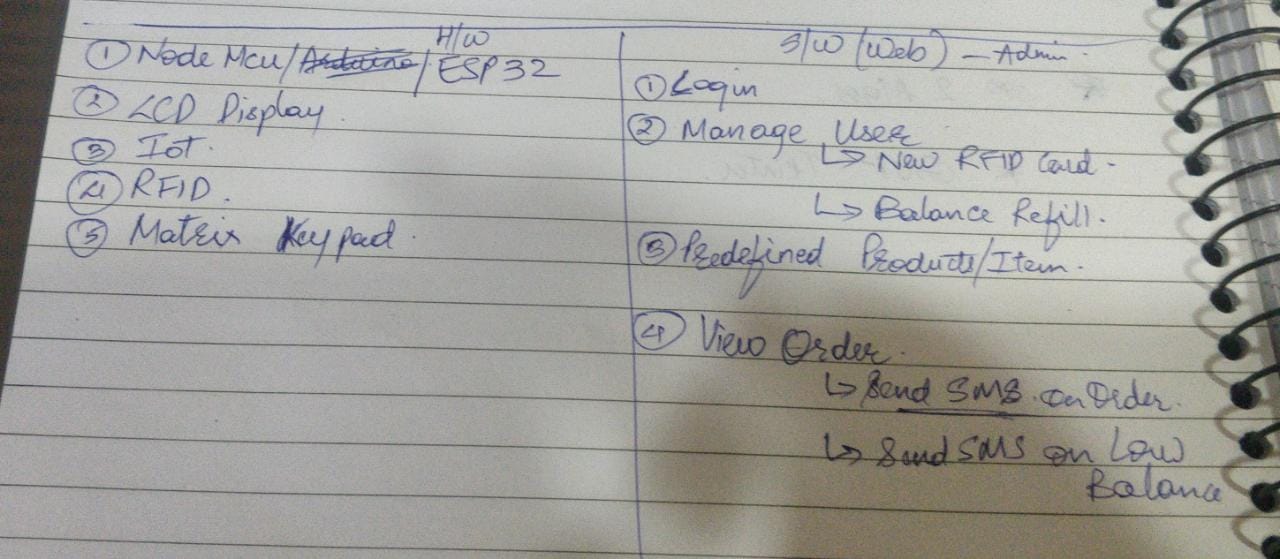 H/W
① Node Mcu/Arduino/ESP32
② LCD Display.
③ Iot.
④ RFID.
⑤ Matrix Keypad.
S/W (Web) - Admin.
① Login
② Manage User
↳ New RFID Card.
↳ Balance Refill.
③ Predefined Products/Item.
④ View Order.
↳ Send SMS on Order.
↳ Send SMS on Low
Balance